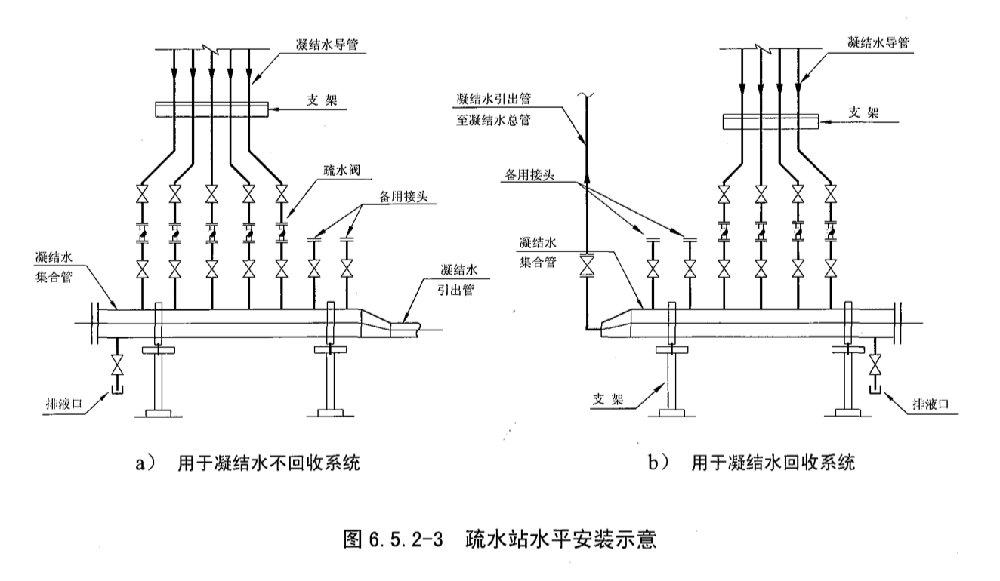 凝结水导管
支架
疏水阀
备用接头
凝结水
集合管
凝结水
引出管
排液口
a） 用于凝结水不回收系统
凝结水导管
凝结水引出管
至凝结水总管
支架
备用接头
凝结水
集合管
支架
排液口
b） 用于凝结水回收系统
图 6.5.2-3 疏水站水平安装示意